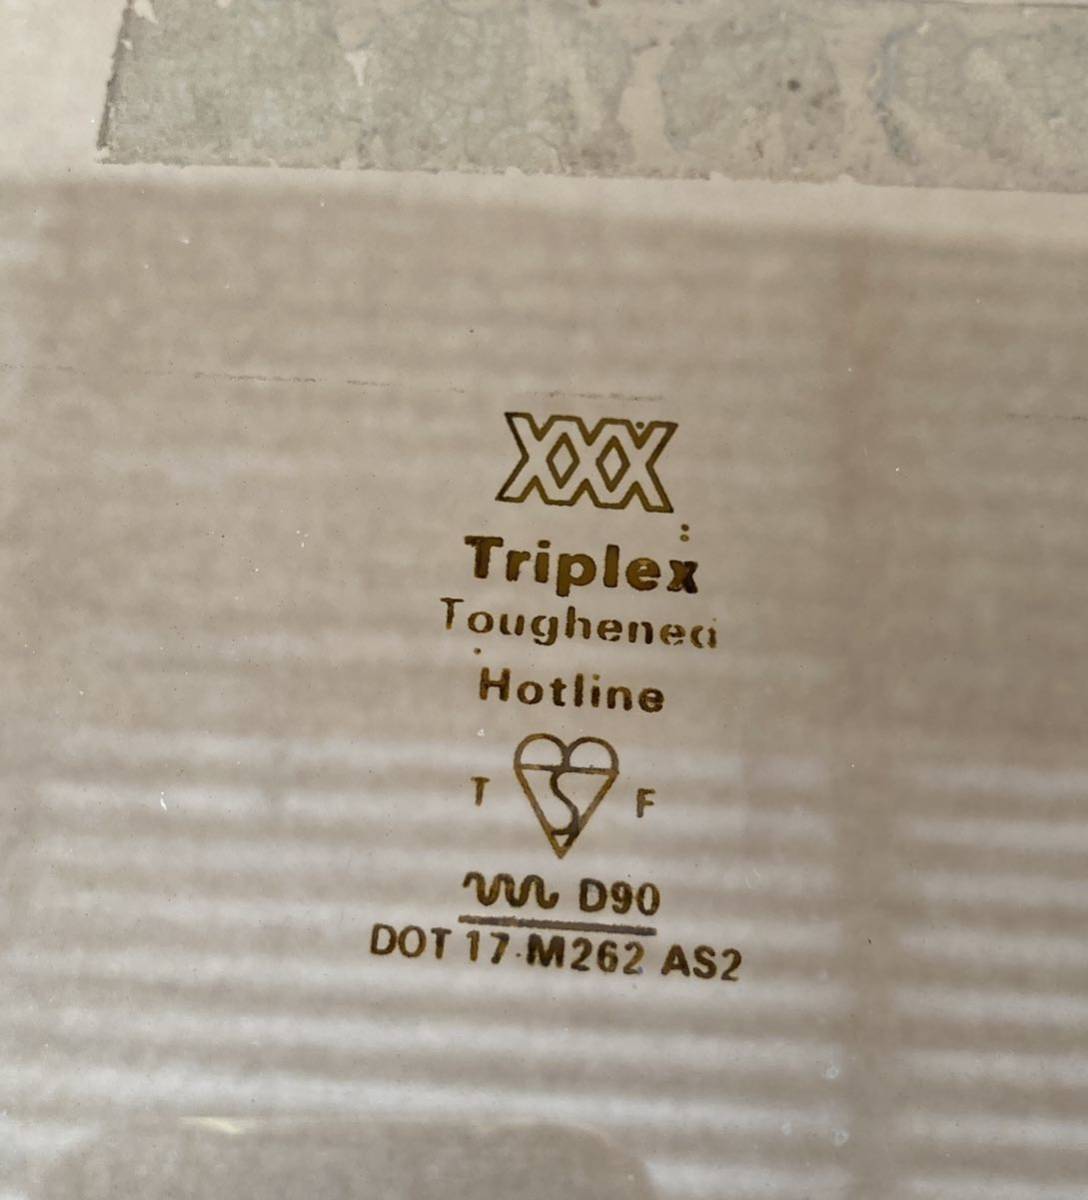 XXX
Triplex
Toughened
Hotline
T F
D90
DOT 17·M262 AS2